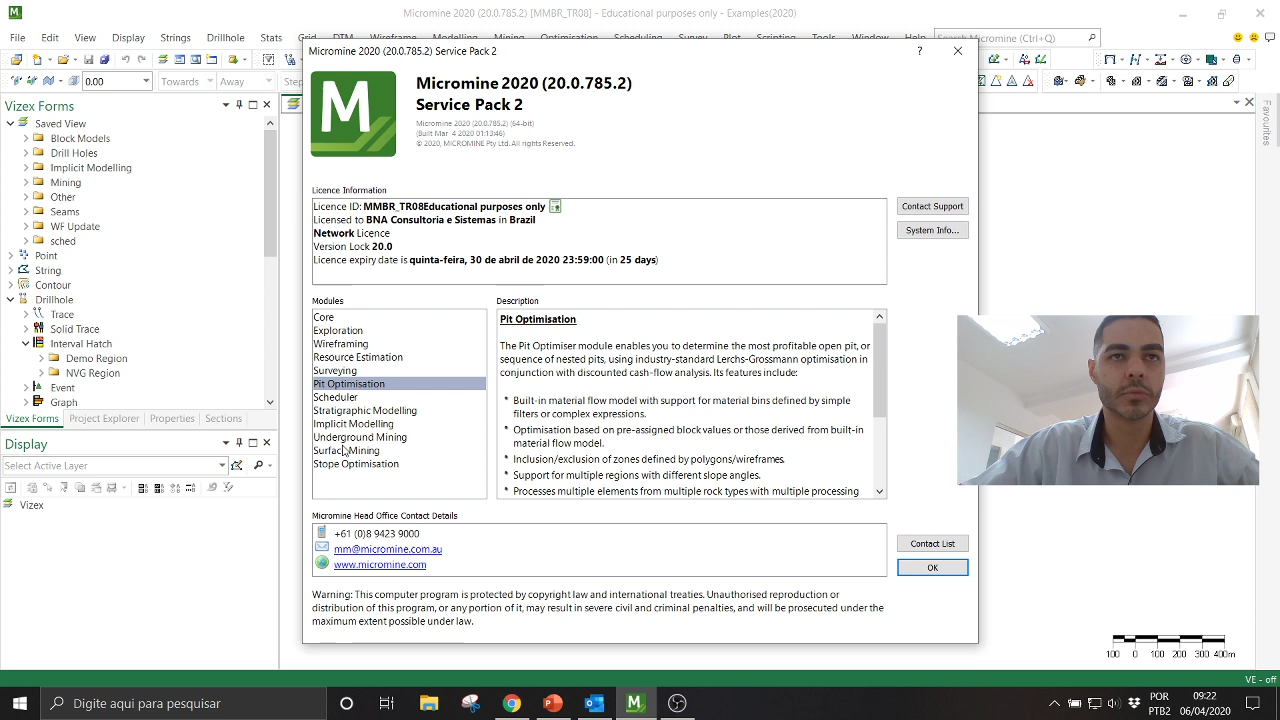 Micromine 2020 (20.0.785.2) [MMBR_TR08] - Educational purposes only - Examples(2020)
File Edit View Display Strings Drillhole Stats
Micromine 2020 (20.0.785.2) Service Pack 2
0.00 Towards Away Step
Vizex Forms
Saved View
Block Models
Drill Holes
Implicit Modelling
Mining
Other
Seams
WF Update
sched
Point
String
Contour
Drillhole
Trace
Solid Trace
Interval Hatch
Demo Region
NVG Region
Event
Graph
Vizex Forms Project Explorer Properties Sections
Display
Select Active Layer
Vizex
M
Micromine 2020 (20.0.785.2)
Service Pack 2
Micromine 2020 (20.0.785.2) (64-bit)
(Built Mar 4 2020 01:13:46)
© 2020, MICROMINE Pty Ltd. All rights Reserved.
Licence Information
Licence ID: MMBR_TR08Educational purposes only
Licensed to BNA Consultoria e Sistemas in Brazil
Network Licence
Version Lock 20.0
Licence expiry date is quinta-feira, 30 de abril de 2020 23:59:00 (in 25 days)
Contact Support
System Info...
Modules
Core
Exploration
Wireframing
Resource Estimation
Surveying
Pit Optimisation
Scheduler
Stratigraphic Modelling
Implicit Modelling
Underground Mining
Surface Mining
Stope Optimisation
Description
Pit Optimisation
The Pit Optimiser module enables you to determine the most profitable open pit, or
sequence of nested pits, using industry-standard Lerchs-Grossmann optimisation in
conjunction with discounted cash-flow analysis. Its features include:
* Built-in material flow model with support for material bins defined by simple
filters or complex expressions.
* Optimisation based on pre-assigned block values or those derived from built-in
material flow model.
* Inclusion/exclusion of zones defined by polygons/wireframes.
* Support for multiple regions with different slope angles.
* Processes multiple elements from multiple rock types with multiple processing
Micromine Head Office Contact Details
+61 (0)8 9423 9000
mm@micromine.com.au
www.micromine.com
Contact List
OK
Warning: This computer program is protected by copyright law and international treaties. Unauthorised reproduction or
distribution of this program, or any portion of it, may result in severe civil and criminal penalties, and will be prosecuted under the
maximum extent possible under law.
Favourites
100 0 100 200 300 400m
VE - off
Digite aqui para pesquisar
POR
PTB2
09:22
06/04/2020